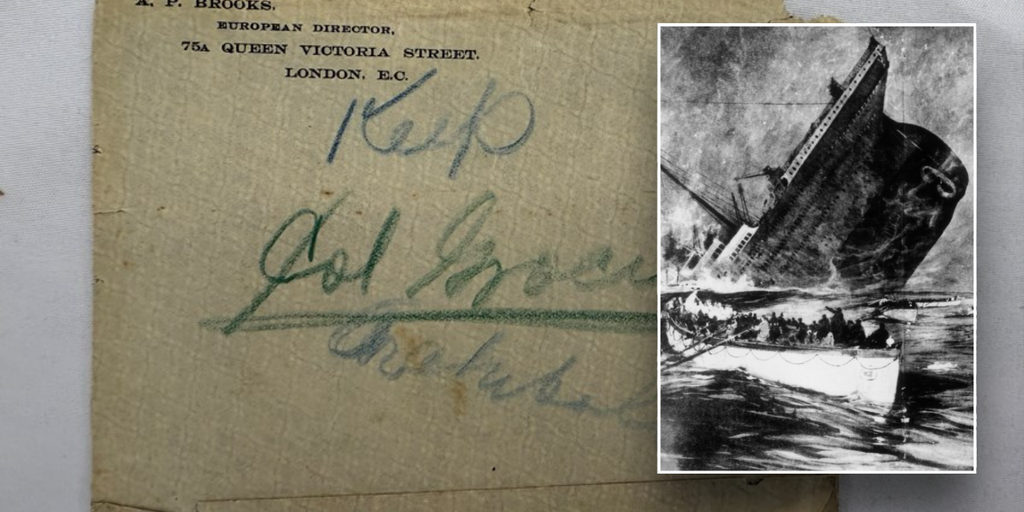 A. P. BROOKS.
EUROPEAN DIRECTOR,
75A QUEEN VICTORIA STREET.
LONDON, E.C.
Keep
Col